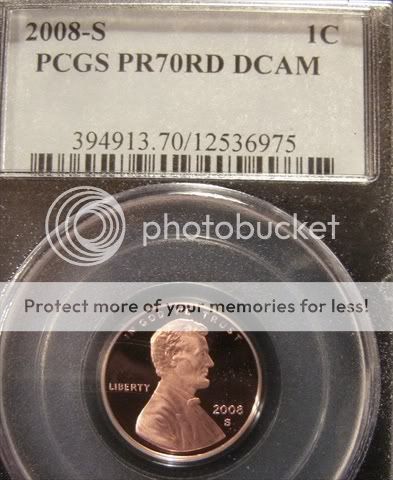 2008-S 1C
PCGS PR70RD DCAM
394913.70/12536975
photobucket
Protect more of your memories for less!
IN GOD WE TRUST
LIBERTY
2008
S